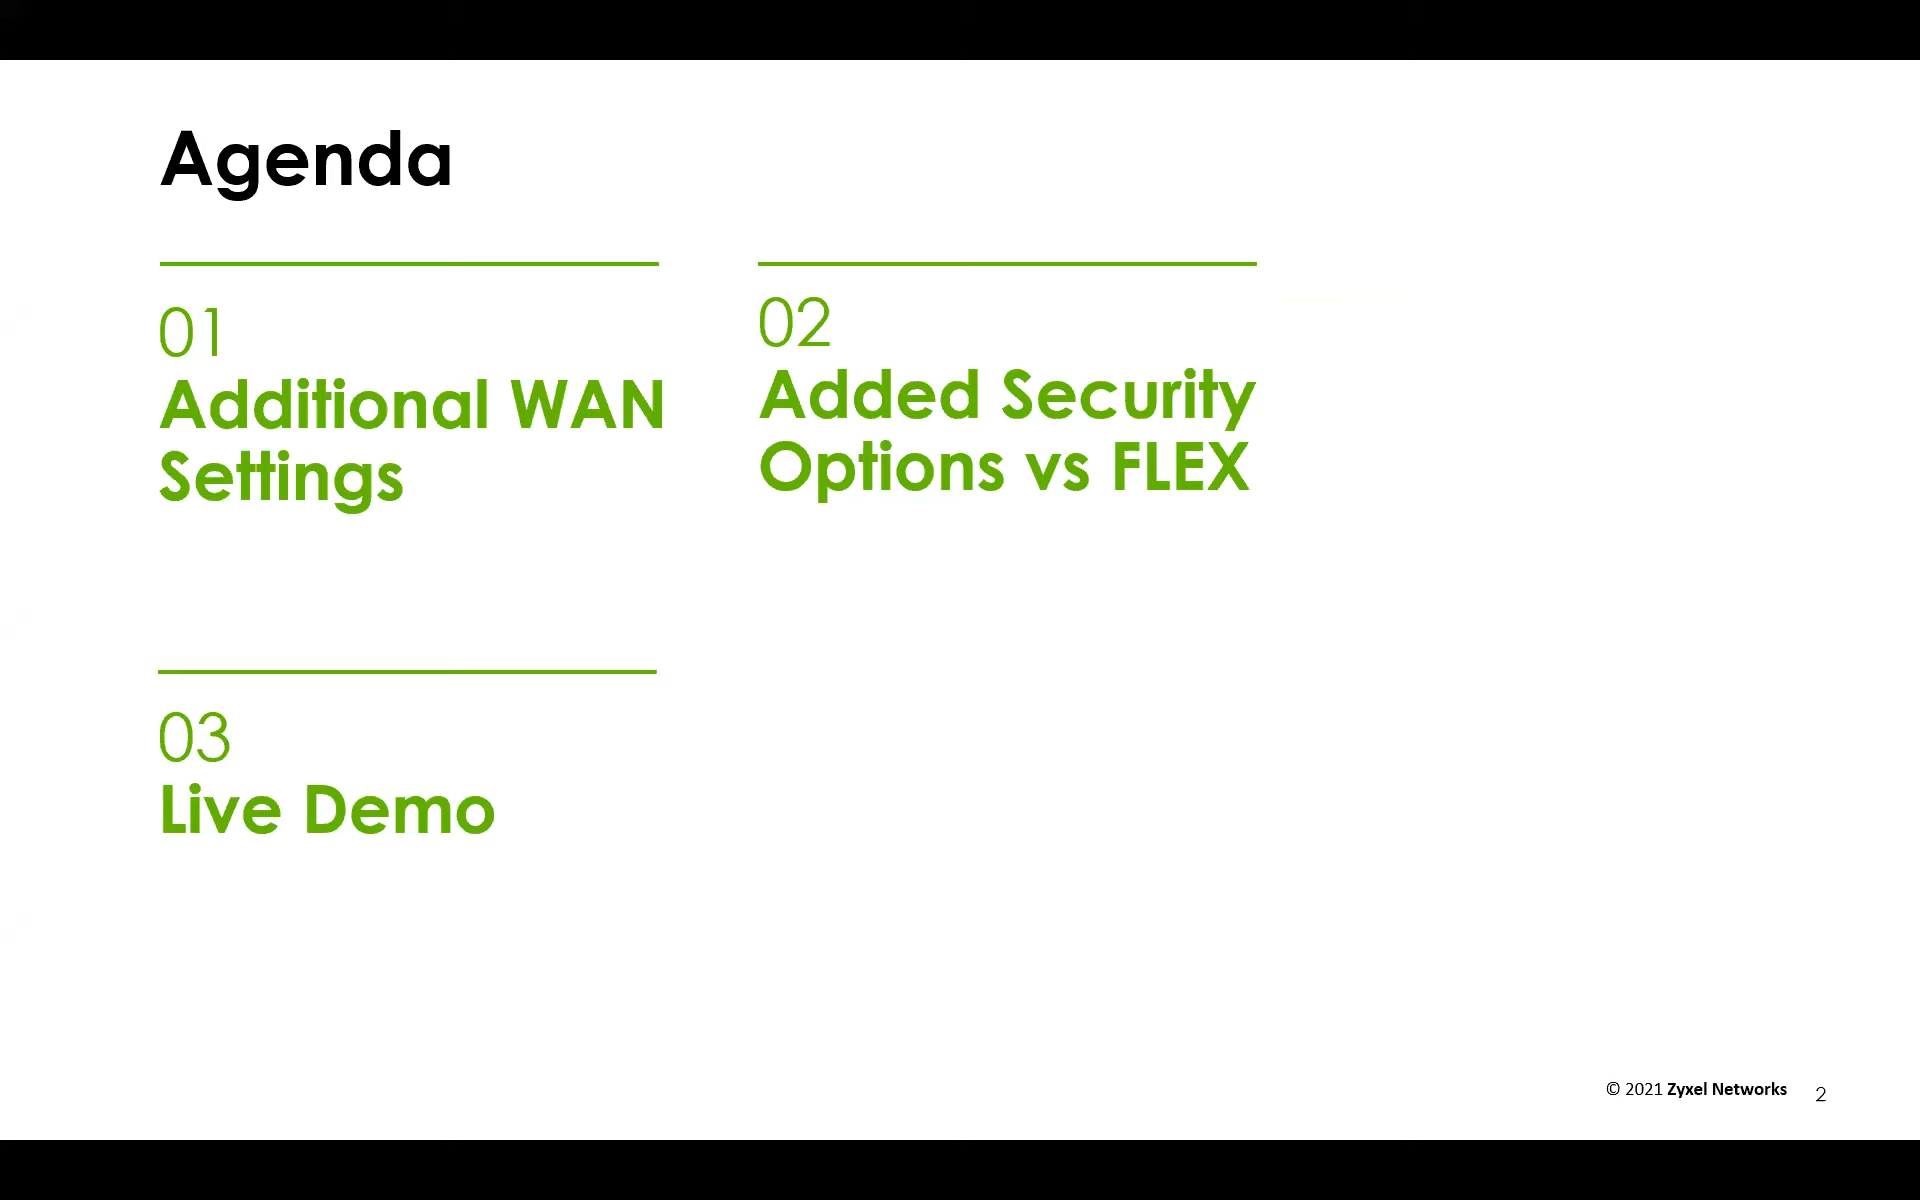 Agenda
01
Additional WAN
Settings
02
Added Security
Options vs FLEX
03
Live Demo
© 2021 Zyxel Networks
2